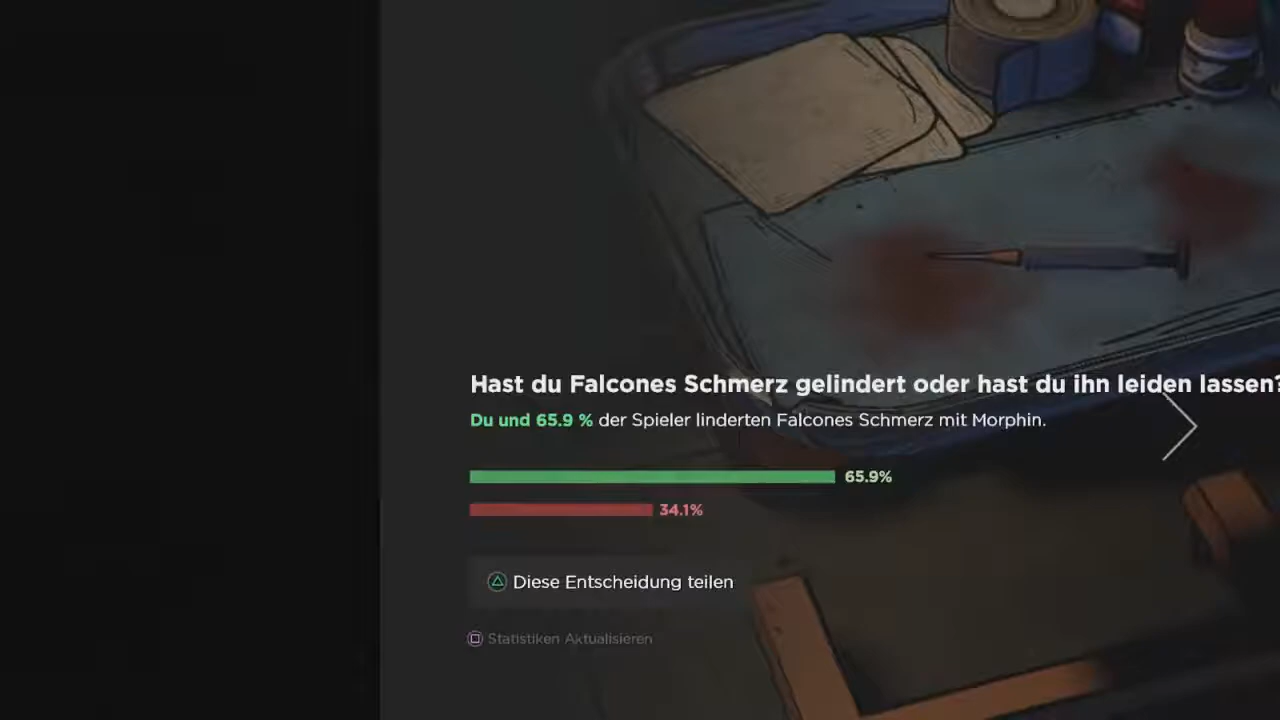 Hast du Falcones Schmerz gelindert oder hast du ihn leiden lassen?
Du und 65.9 % der Spieler linderten Falcones Schmerz mit Morphin.
65.9%
34.1%
Diese Entscheidung teilen
Statistiken Aktualisieren